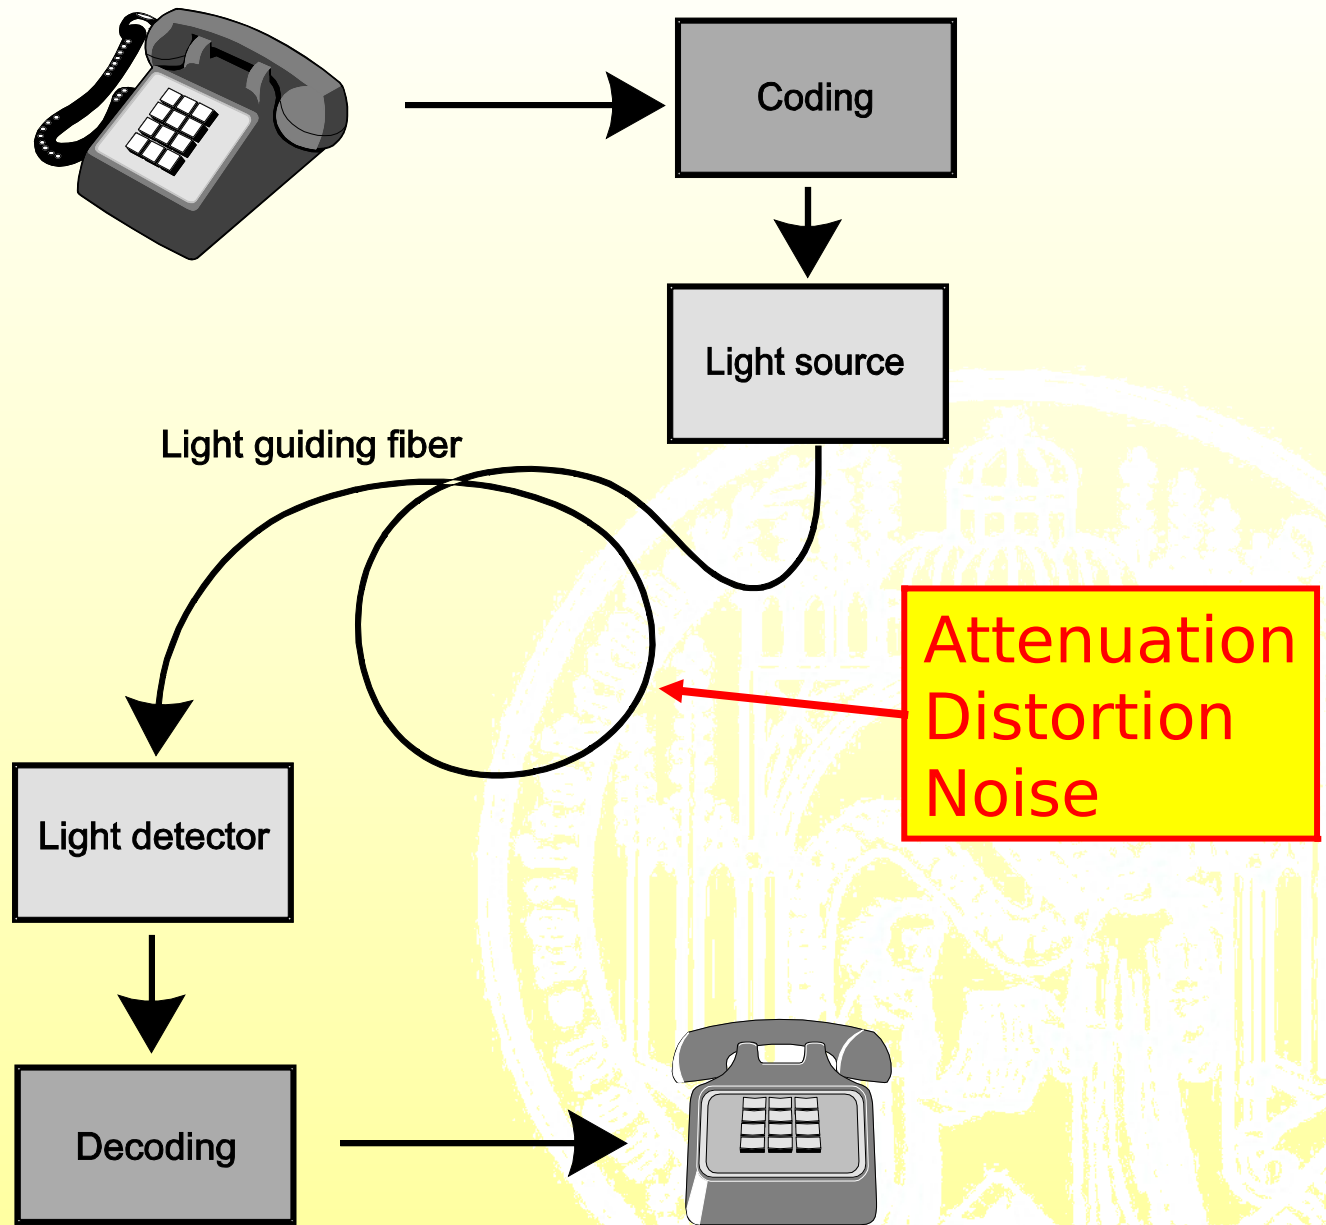 Coding
Light source
Light guiding fiber
Attenuation
Distortion
Noise
Light detector
Decoding